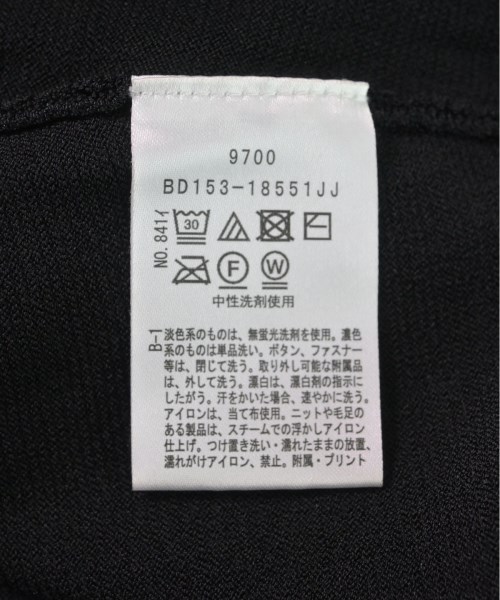 9700
BD153-18551JJ
NO.841イ
30
F
W
中性洗剤使用
B-1
淡色系のものは、無蛍光洗剤を使用。濃色
系のものは単品洗い。ボタン、ファスナー
等は、閉じて洗う。取り外し可能な附属品
は、外して洗う。漂白は、漂白剤の指示に
したがう。汗をかいた場合、速やかに洗う。
アイロンは、当て布使用。ニットや毛足の
ある製品は、スチームでの浮かしアイロン
仕上げ。つけ置き洗い・濡れたままの放置、
濡れがけアイロン、禁止。附属・プリント